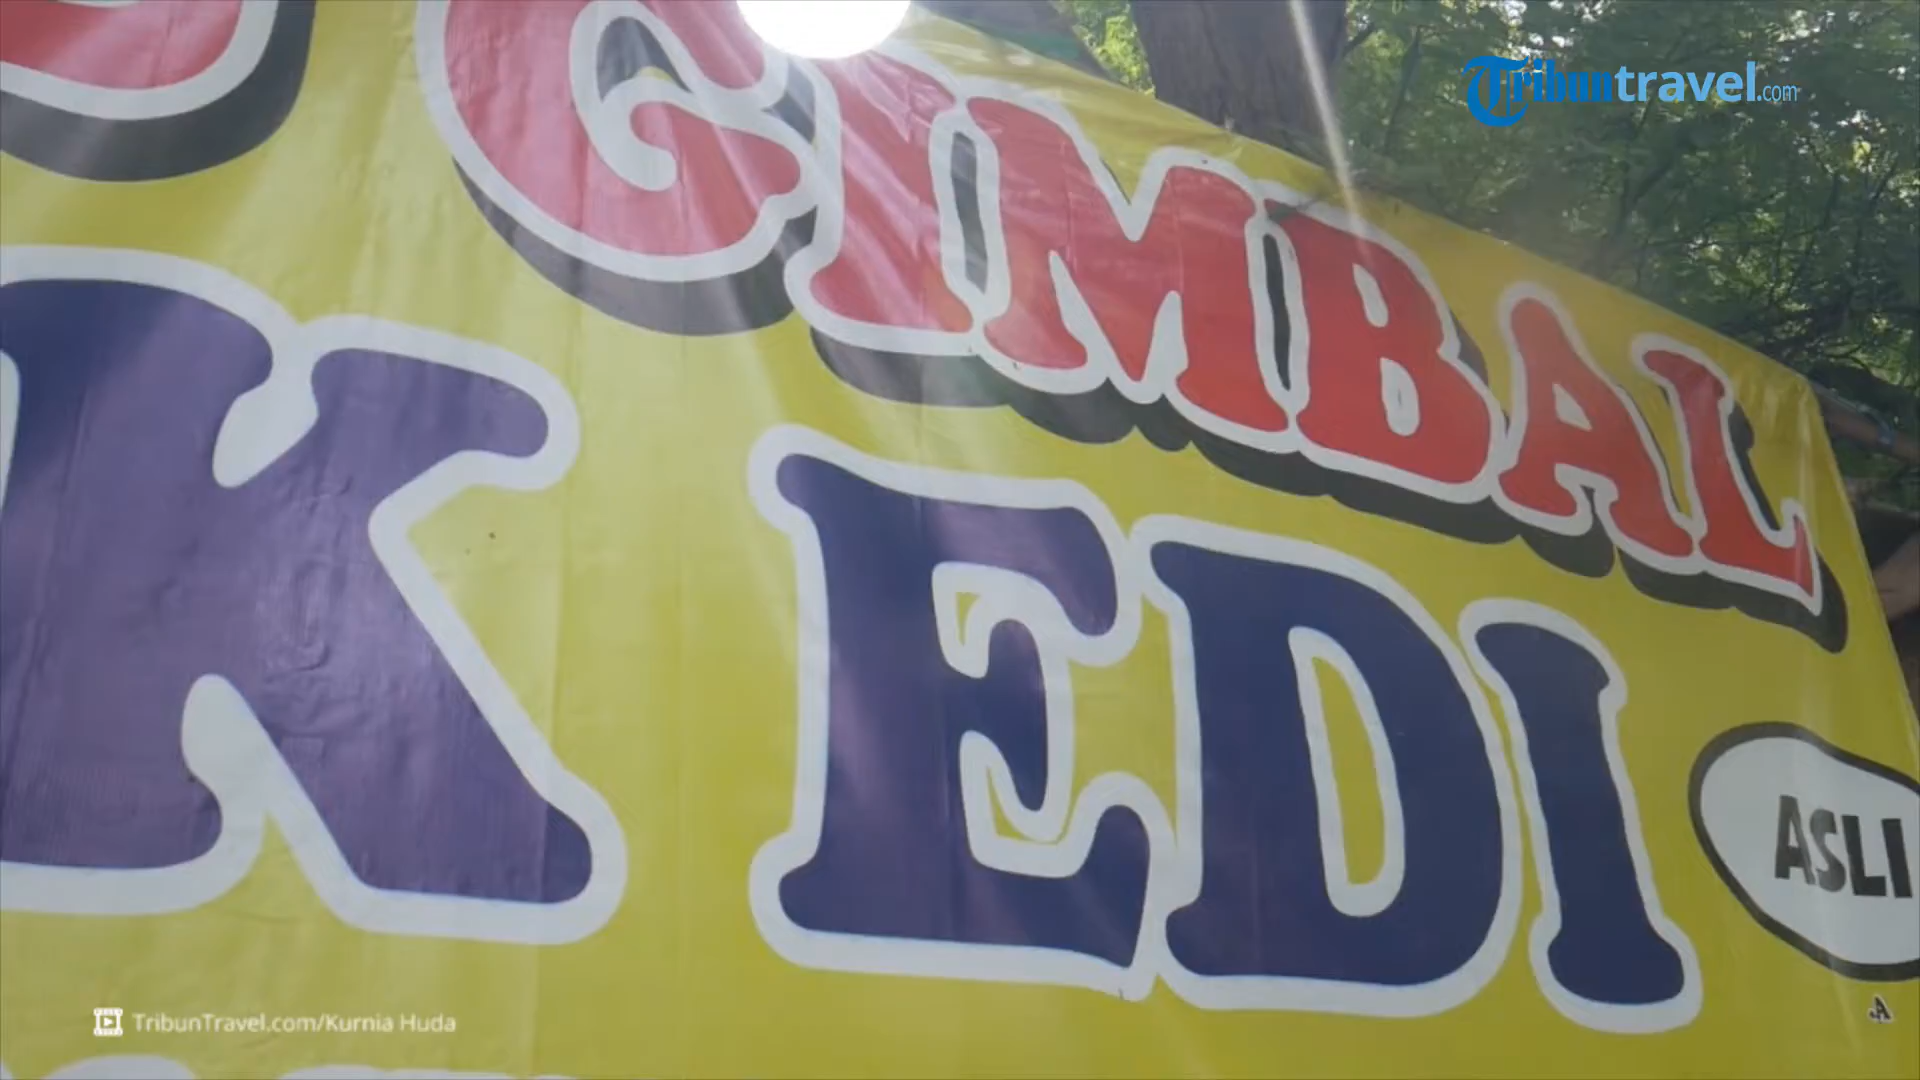 Tribuntravel.com
GIMBAL
K EDI
ASLI
TribunTravel.com/Kurnia Huda